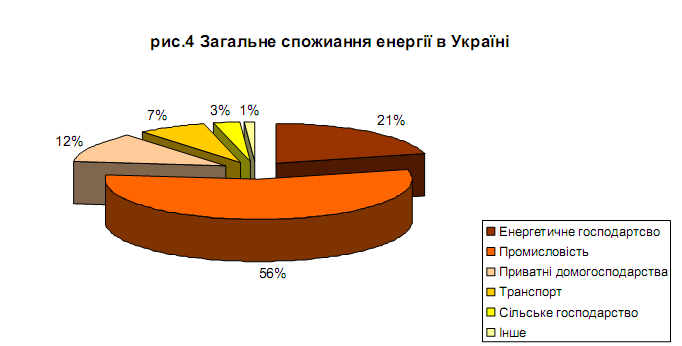 рис.4 Загальне спожиання енергії в Україні
3%
1%
7%
21%
12%
56%
Енергетичне господартсво
Промисловість
Приватні домогосподарства
Транспорт
Сільське господарство
Інше